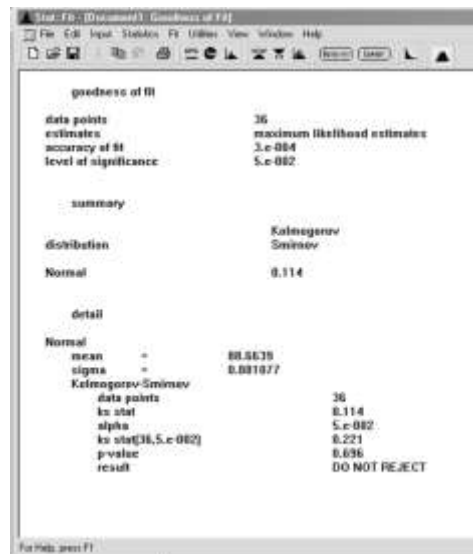 Stat::Fit - [Document1: Goodness of Fit]
File Edit Input Statistics Fit Utilities View Window Help
goodness of fit
data points 36
estimates maximum likelihood estimates
accuracy of fit 3.e-004
level of significance 5.e-002
summary
Kolmogorov
distribution Smirnov
Normal 0.114
detail
Normal
mean =
sigma =
Kolmogorov-Smirnov
data points 36
ks stat 0.114
alpha 5.e-002
ks stat(36,5.e-002) 0.221
p-value 0.696
result DO NOT REJECT
For Help, press F1